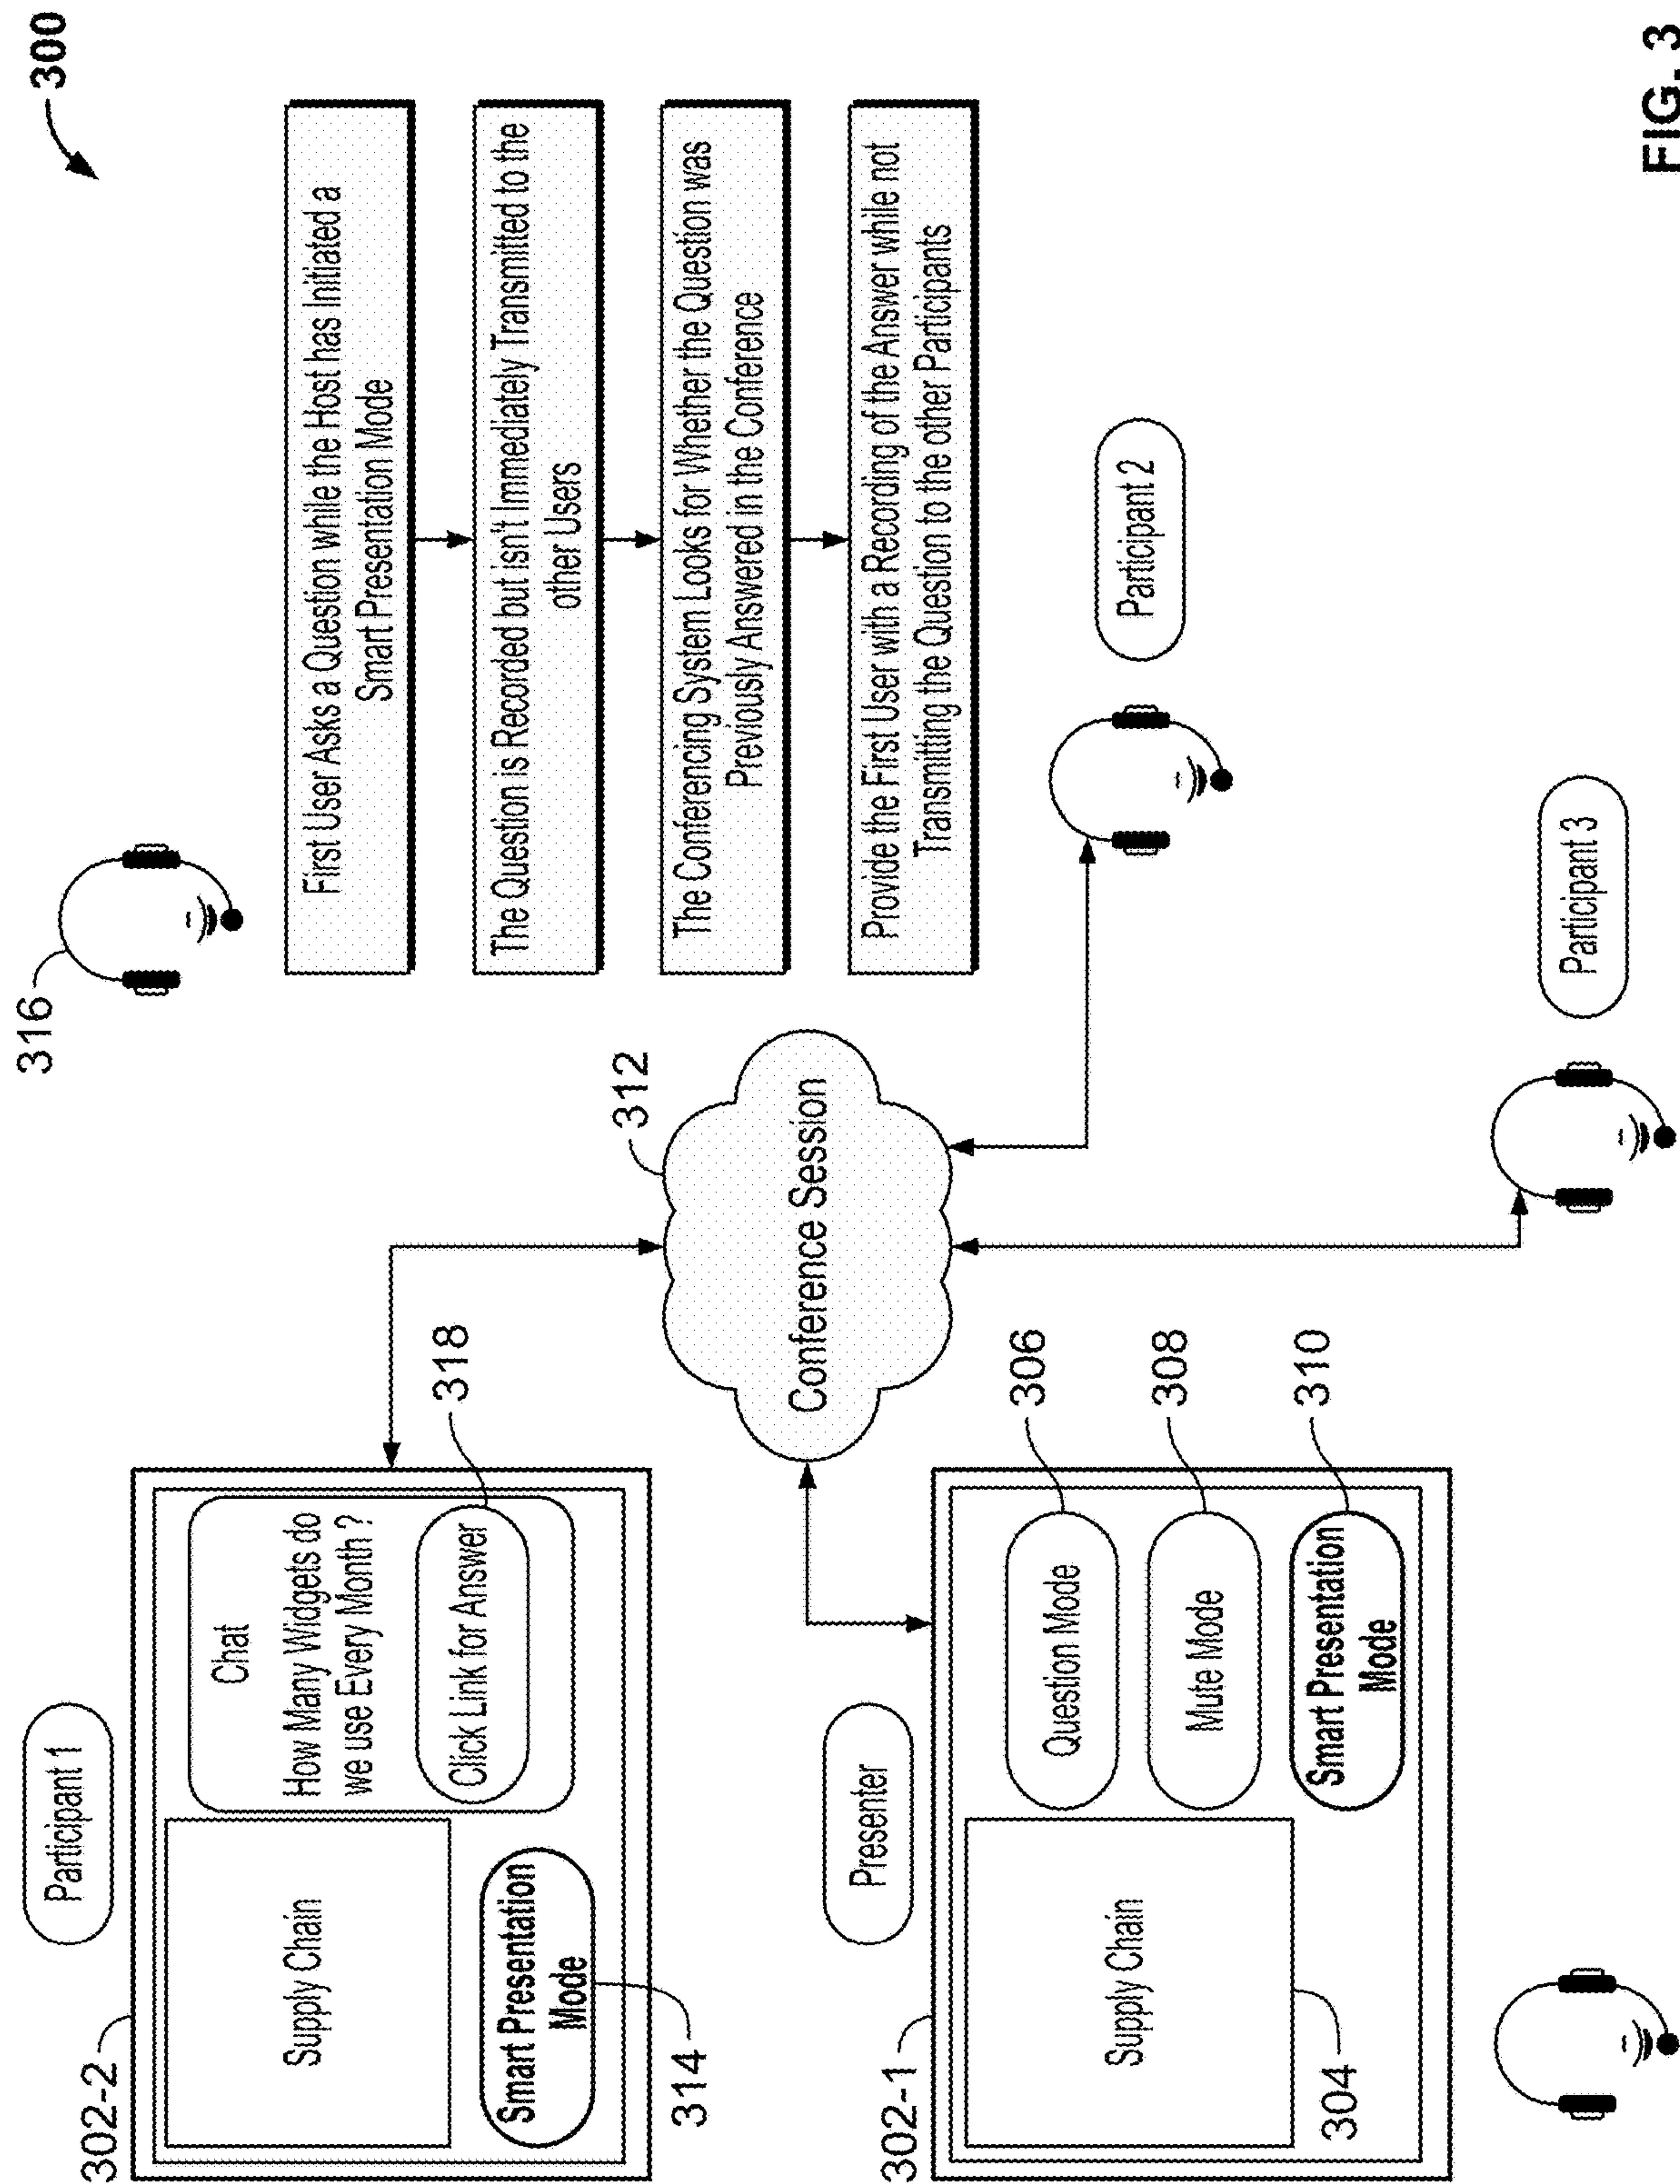 300
316
First User Asks a Question while the Host has Initiated a
Smart Presentation Mode
The Question is Recorded but isn't Immediately Transmitted to the
other Users
The Conferencing System Looks for Whether the Question was
Previously Answered in the Conference
Provide the First User with a Recording of the Answer while not
Transmitting the Question to the other Participants
302-2
Participant 1
Supply Chain
Chat
How Many Widgets do
we use Every Month ?
Click Link for Answer
318
Smart Presentation
Mode
314
312
Conference Session
Participant 2
302-1
Presenter
Supply Chain
304
Question Mode
306
Mute Mode
308
Smart Presentation
Mode
310
Participant 3
FIG. 3